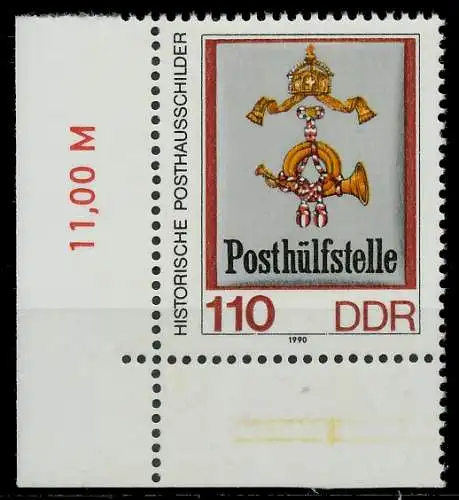 11,00 M
HISTORISCHE POSTHAUSSCHILDER
Posthülfstelle
110 DDR
1990